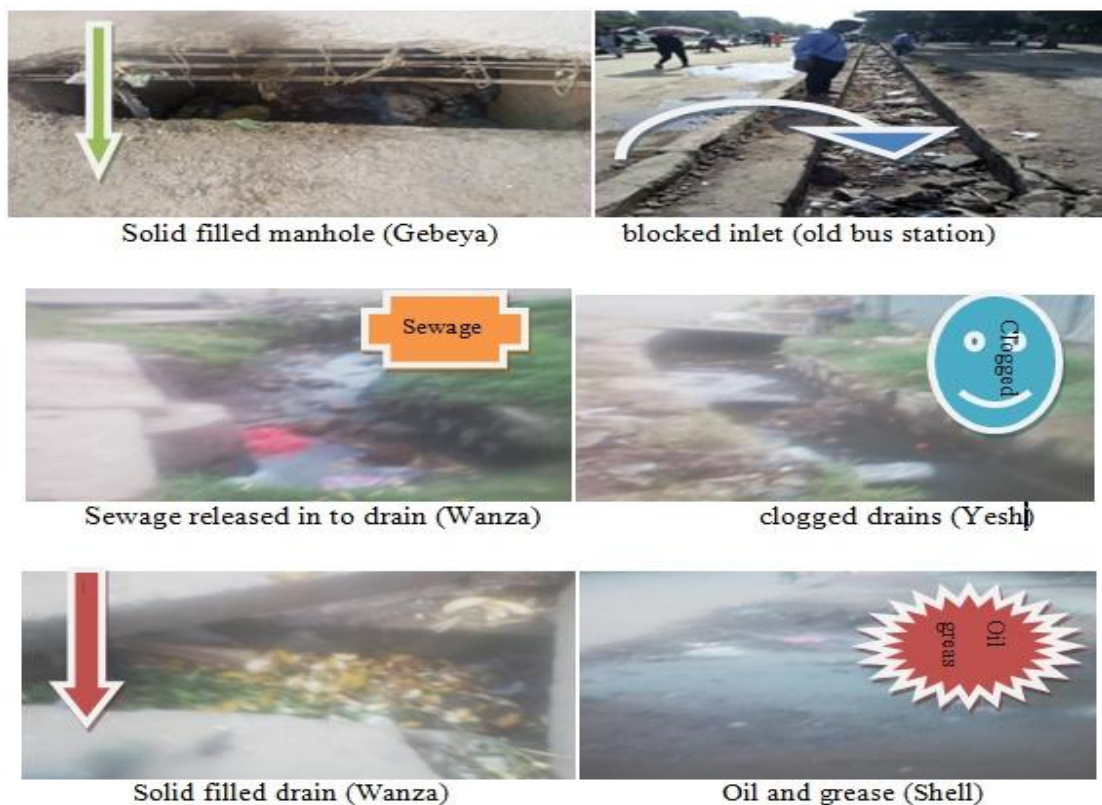 Solid filled manhole (Gebeya)
blocked inlet (old bus station)
Sewage
Clogged
Sewage released in to drain (Wanza)
clogged drains (Yesh)
Oil
greas
Solid filled drain (Wanza)
Oil and grease (Shell)